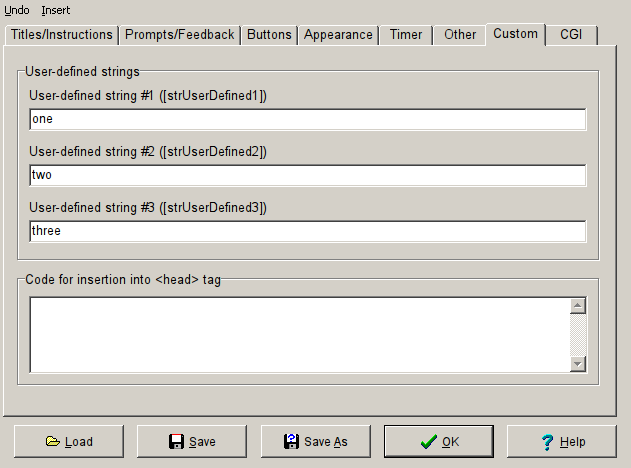 Undo Insert
Titles/Instructions Prompts/Feedback Buttons Appearance Timer Other Custom CGI
User-defined strings
User-defined string #1 ([strUserDefined1])
one
User-defined string #2 ([strUserDefined2])
two
User-defined string #3 ([strUserDefined3])
three
Code for insertion into <head> tag
Load Save Save As OK Help